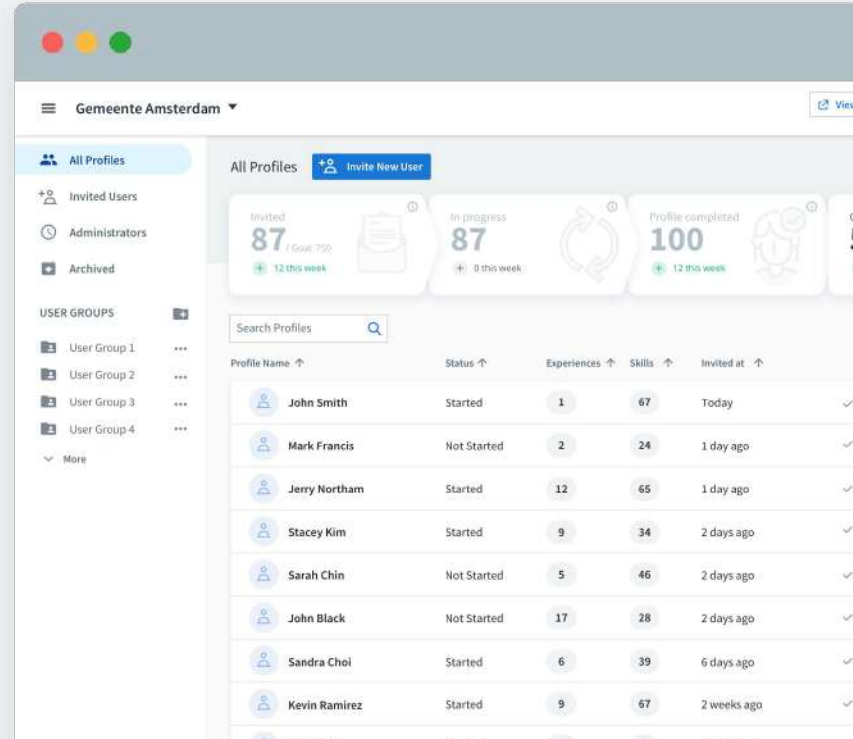 Gemeente Amsterdam
View
All Profiles
Invited Users
Administrators
Archived
USER GROUPS
User Group 1
User Group 2
User Group 3
User Group 4
More
All Profiles
Invite New User
Invited
87 / Goal: 750
12 this week
In progress
87
0 this week
Profile completed
100
12 this week
Search Profiles
Profile Name Status Experiences Skills Invited at
John Smith Started 1 67 Today
Mark Francis Not Started 2 24 1 day ago
Jerry Northam Started 12 65 1 day ago
Stacey Kim Started 9 34 2 days ago
Sarah Chin Not Started 5 46 2 days ago
John Black Not Started 17 28 2 days ago
Sandra Choi Started 6 39 6 days ago
Kevin Ramirez Started 9 67 2 weeks ago